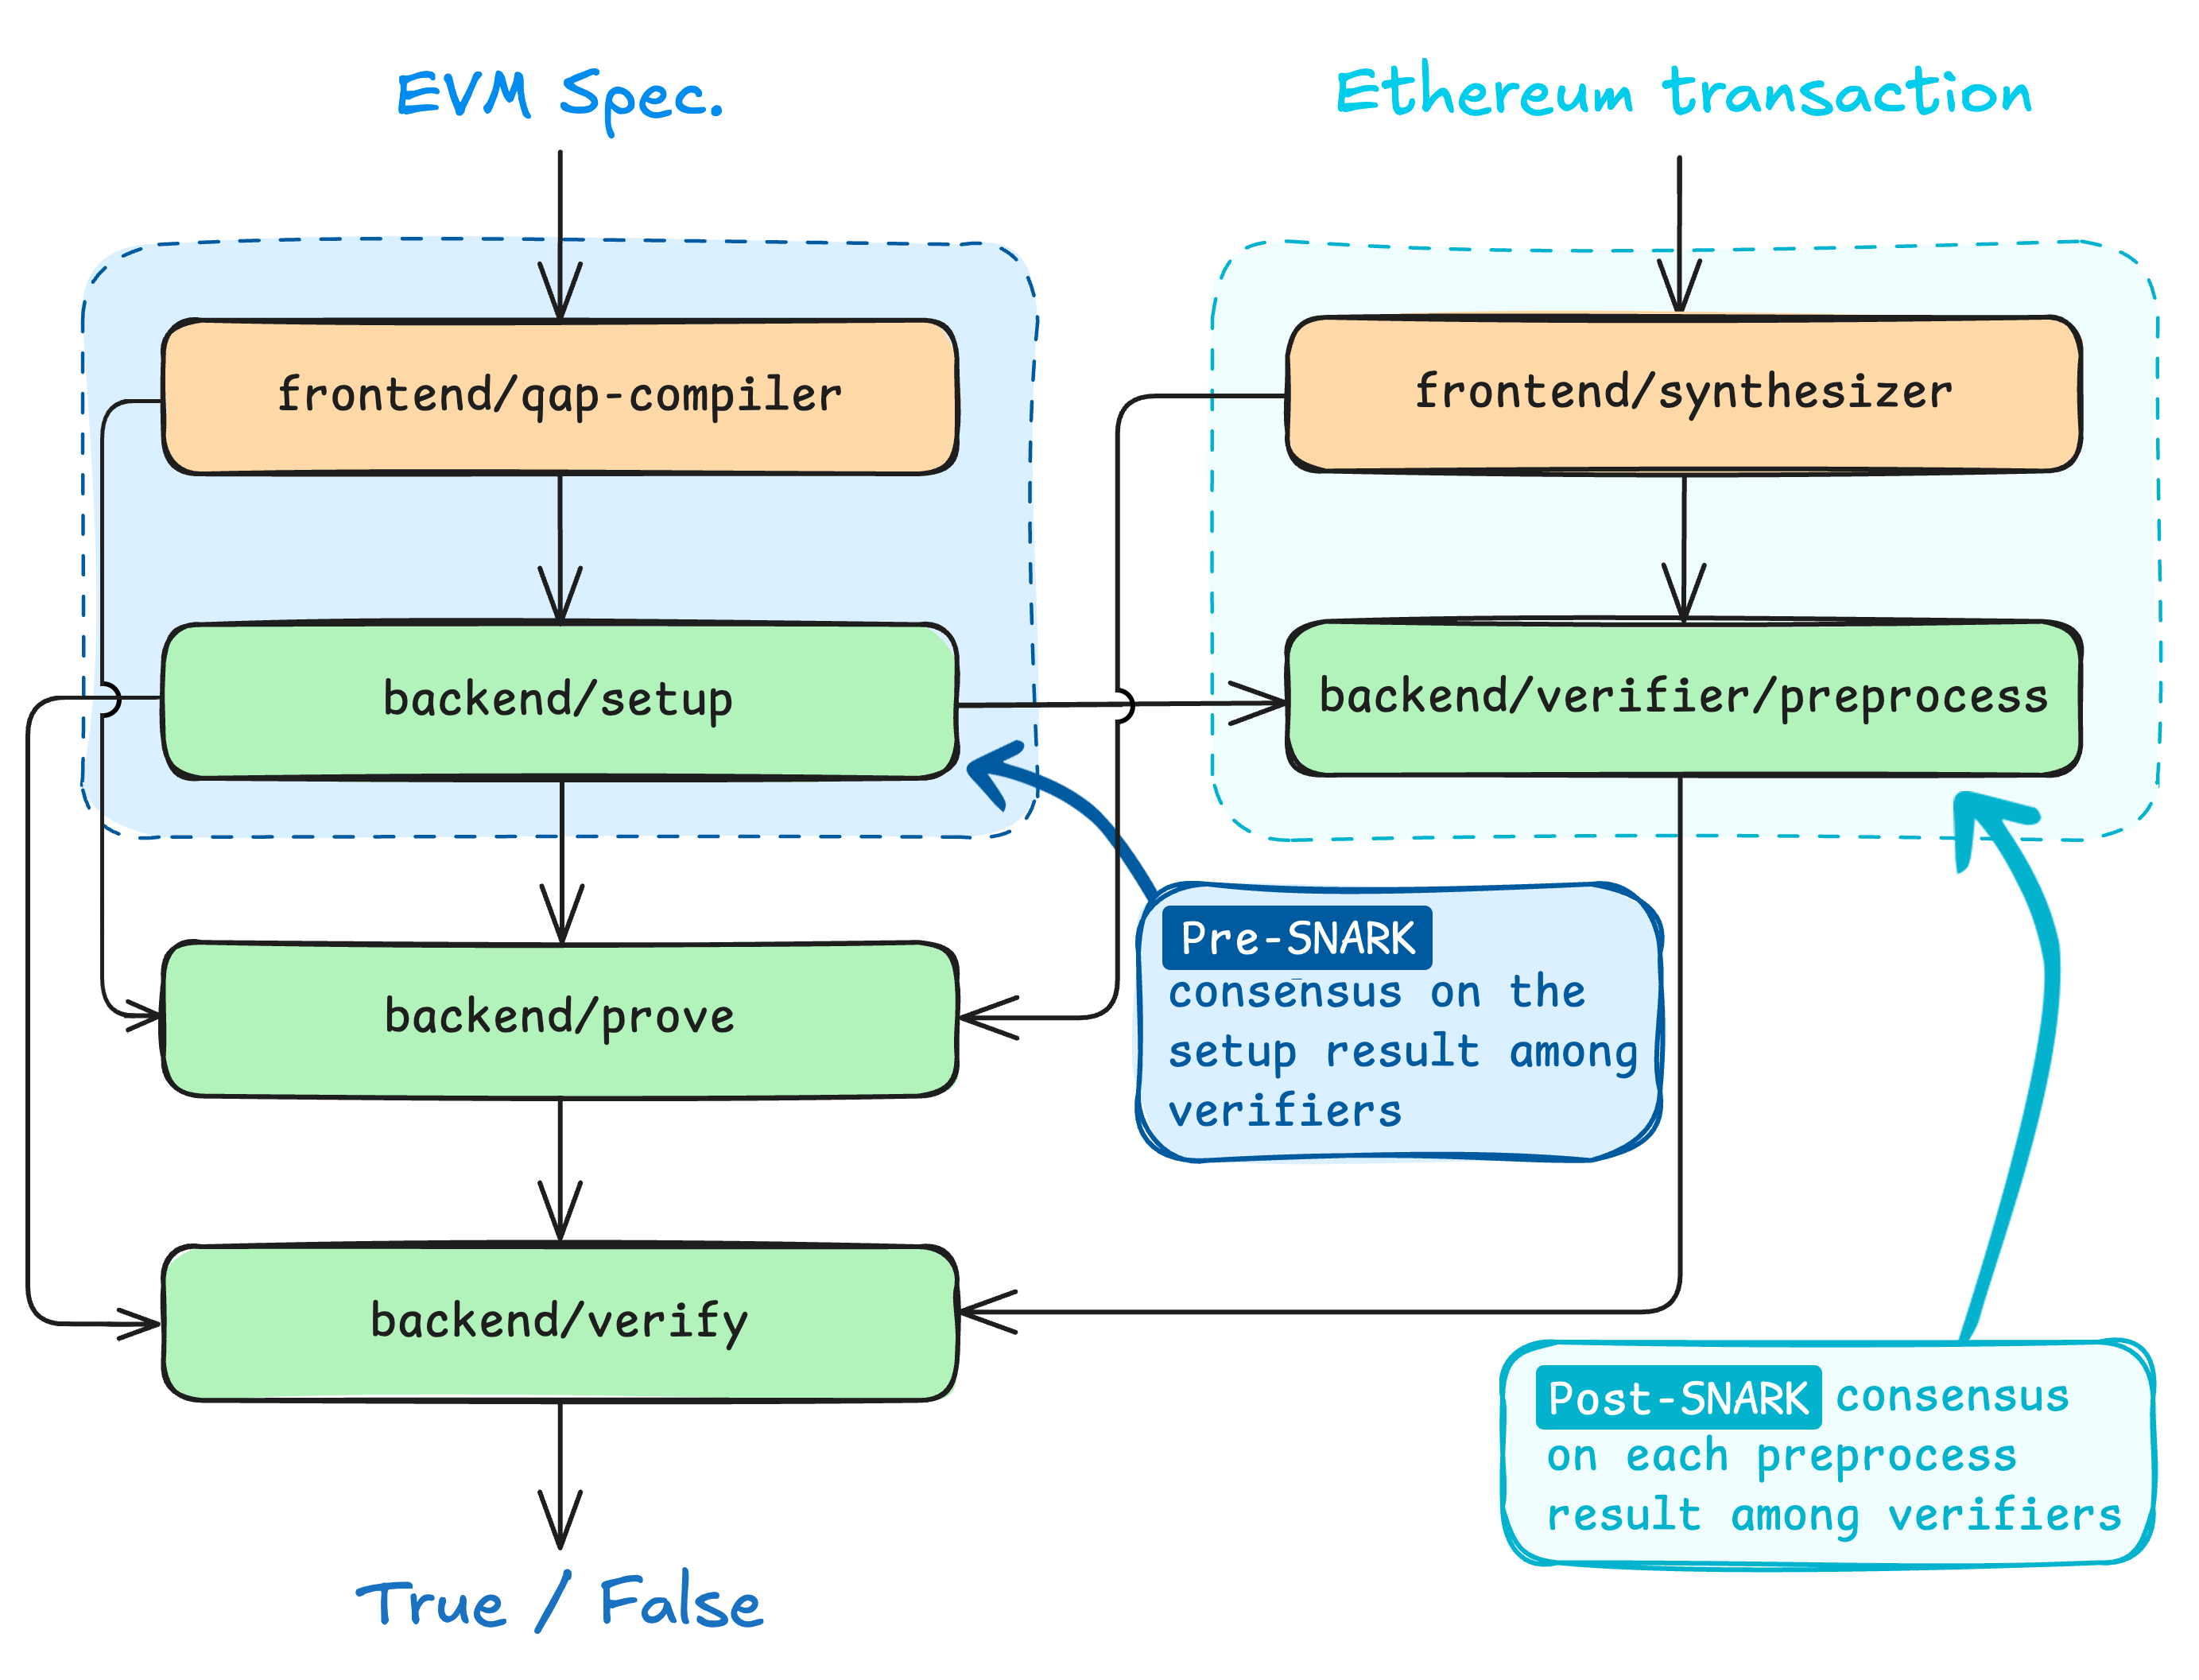 EVM Spec.
Ethereum transaction
frontend/qap-compiler
frontend/synthesizer
backend/setup
backend/verifier/preprocess
Pre-SNARK
consensus on the
setup result among
verifiers
backend/prove
backend/verify
Post-SNARK consensus
on each preprocess
result among verifiers
True / False